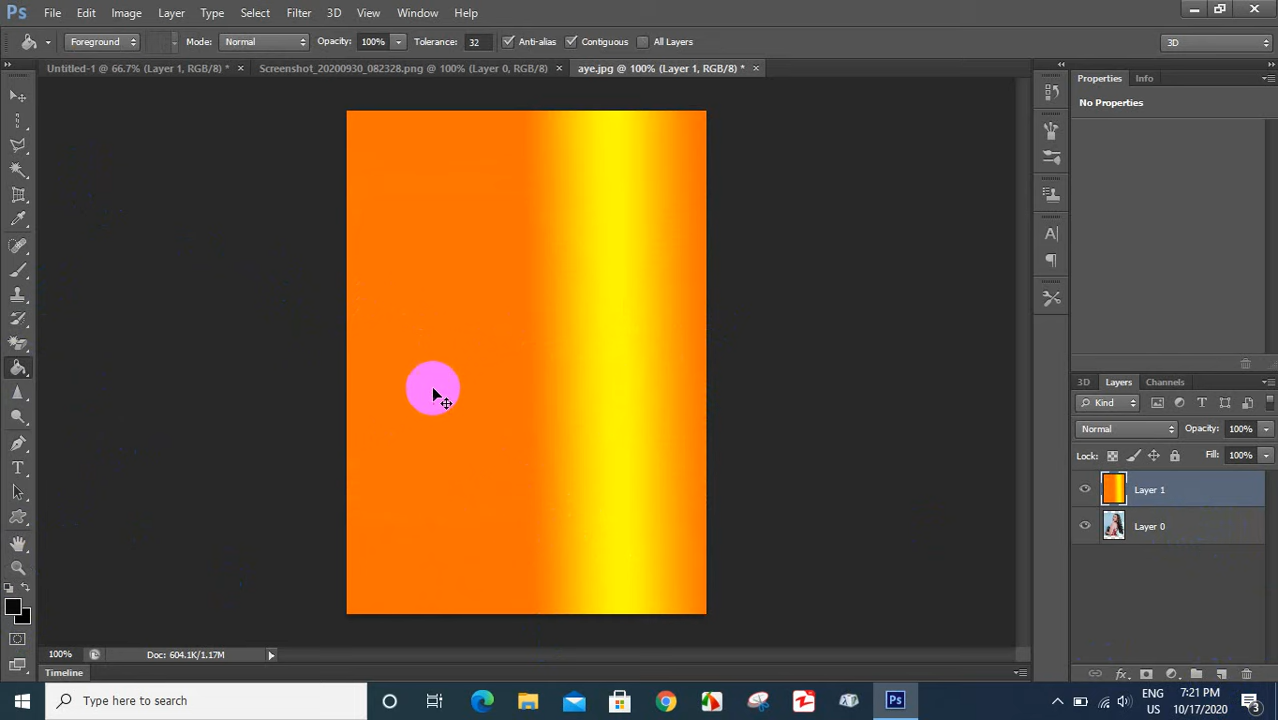 Ps File Edit Image Layer Type Select Filter 3D View Window Help
Foreground Mode: Normal Opacity: 100% Tolerance: 32 Anti-alias Contiguous All Layers 3D
Untitled-1 @ 66.7% (Layer 1, RGB/8) * × Screenshot_20200930_082328.png @ 100% (Layer 0, RGB/8) × aye.jpg @ 100% (Layer 1, RGB/8) * ×
Properties Info
No Properties
3D Layers Channels
Kind
Normal Opacity: 100%
Lock: Fill: 100%
Layer 1
Layer 0
100% Doc: 604.1K/1.17M
Timeline
Type here to search
Ps
ENG
US
7:21 PM
10/17/2020
3